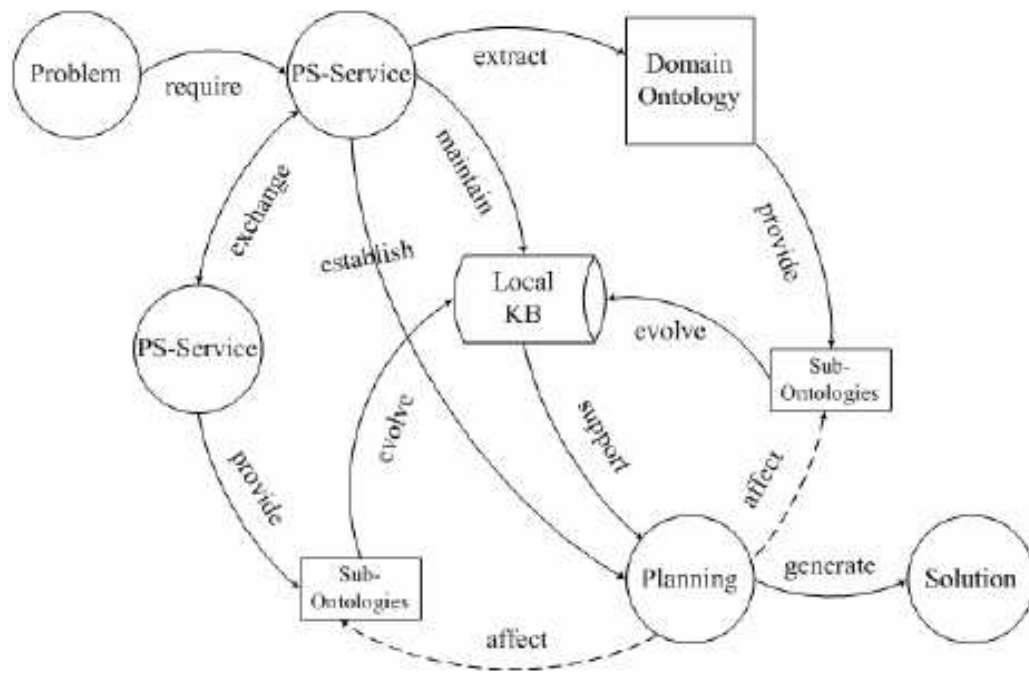 Problem
require
PS-Service
extract
Domain
Ontology
maintain
exchange
establish
provide
Local
KB
PS-Service
evolve
Sub-
Ontologies
evolve
support
affect
provide
Sub-
Ontologies
Planning
generate
Solution
affect